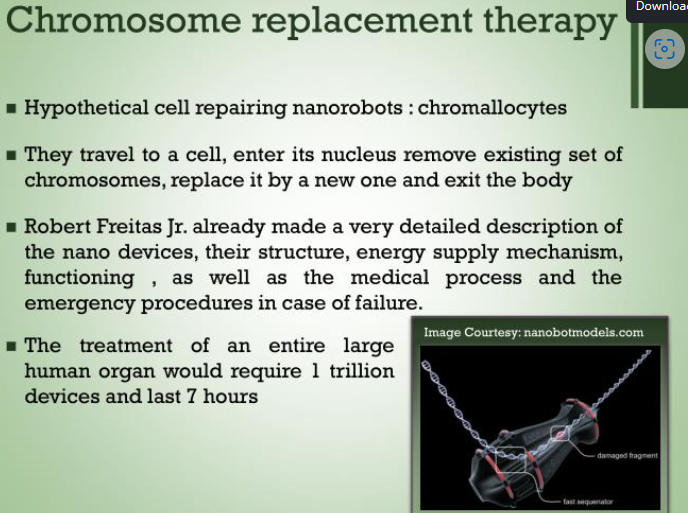 Downloa
Chromosome replacement therapy
▪ Hypothetical cell repairing nanorobots : chromallocytes
▪ They travel to a cell, enter its nucleus remove existing set of
chromosomes, replace it by a new one and exit the body
▪ Robert Freitas Jr. already made a very detailed description of
the nano devices, their structure, energy supply mechanism,
functioning , as well as the medical process and the
emergency procedures in case of failure.
▪ The treatment of an entire large
human organ would require 1 trillion
devices and last 7 hours
Image Courtesy: nanobotmodels.com
damaged fragment
fast sequenator